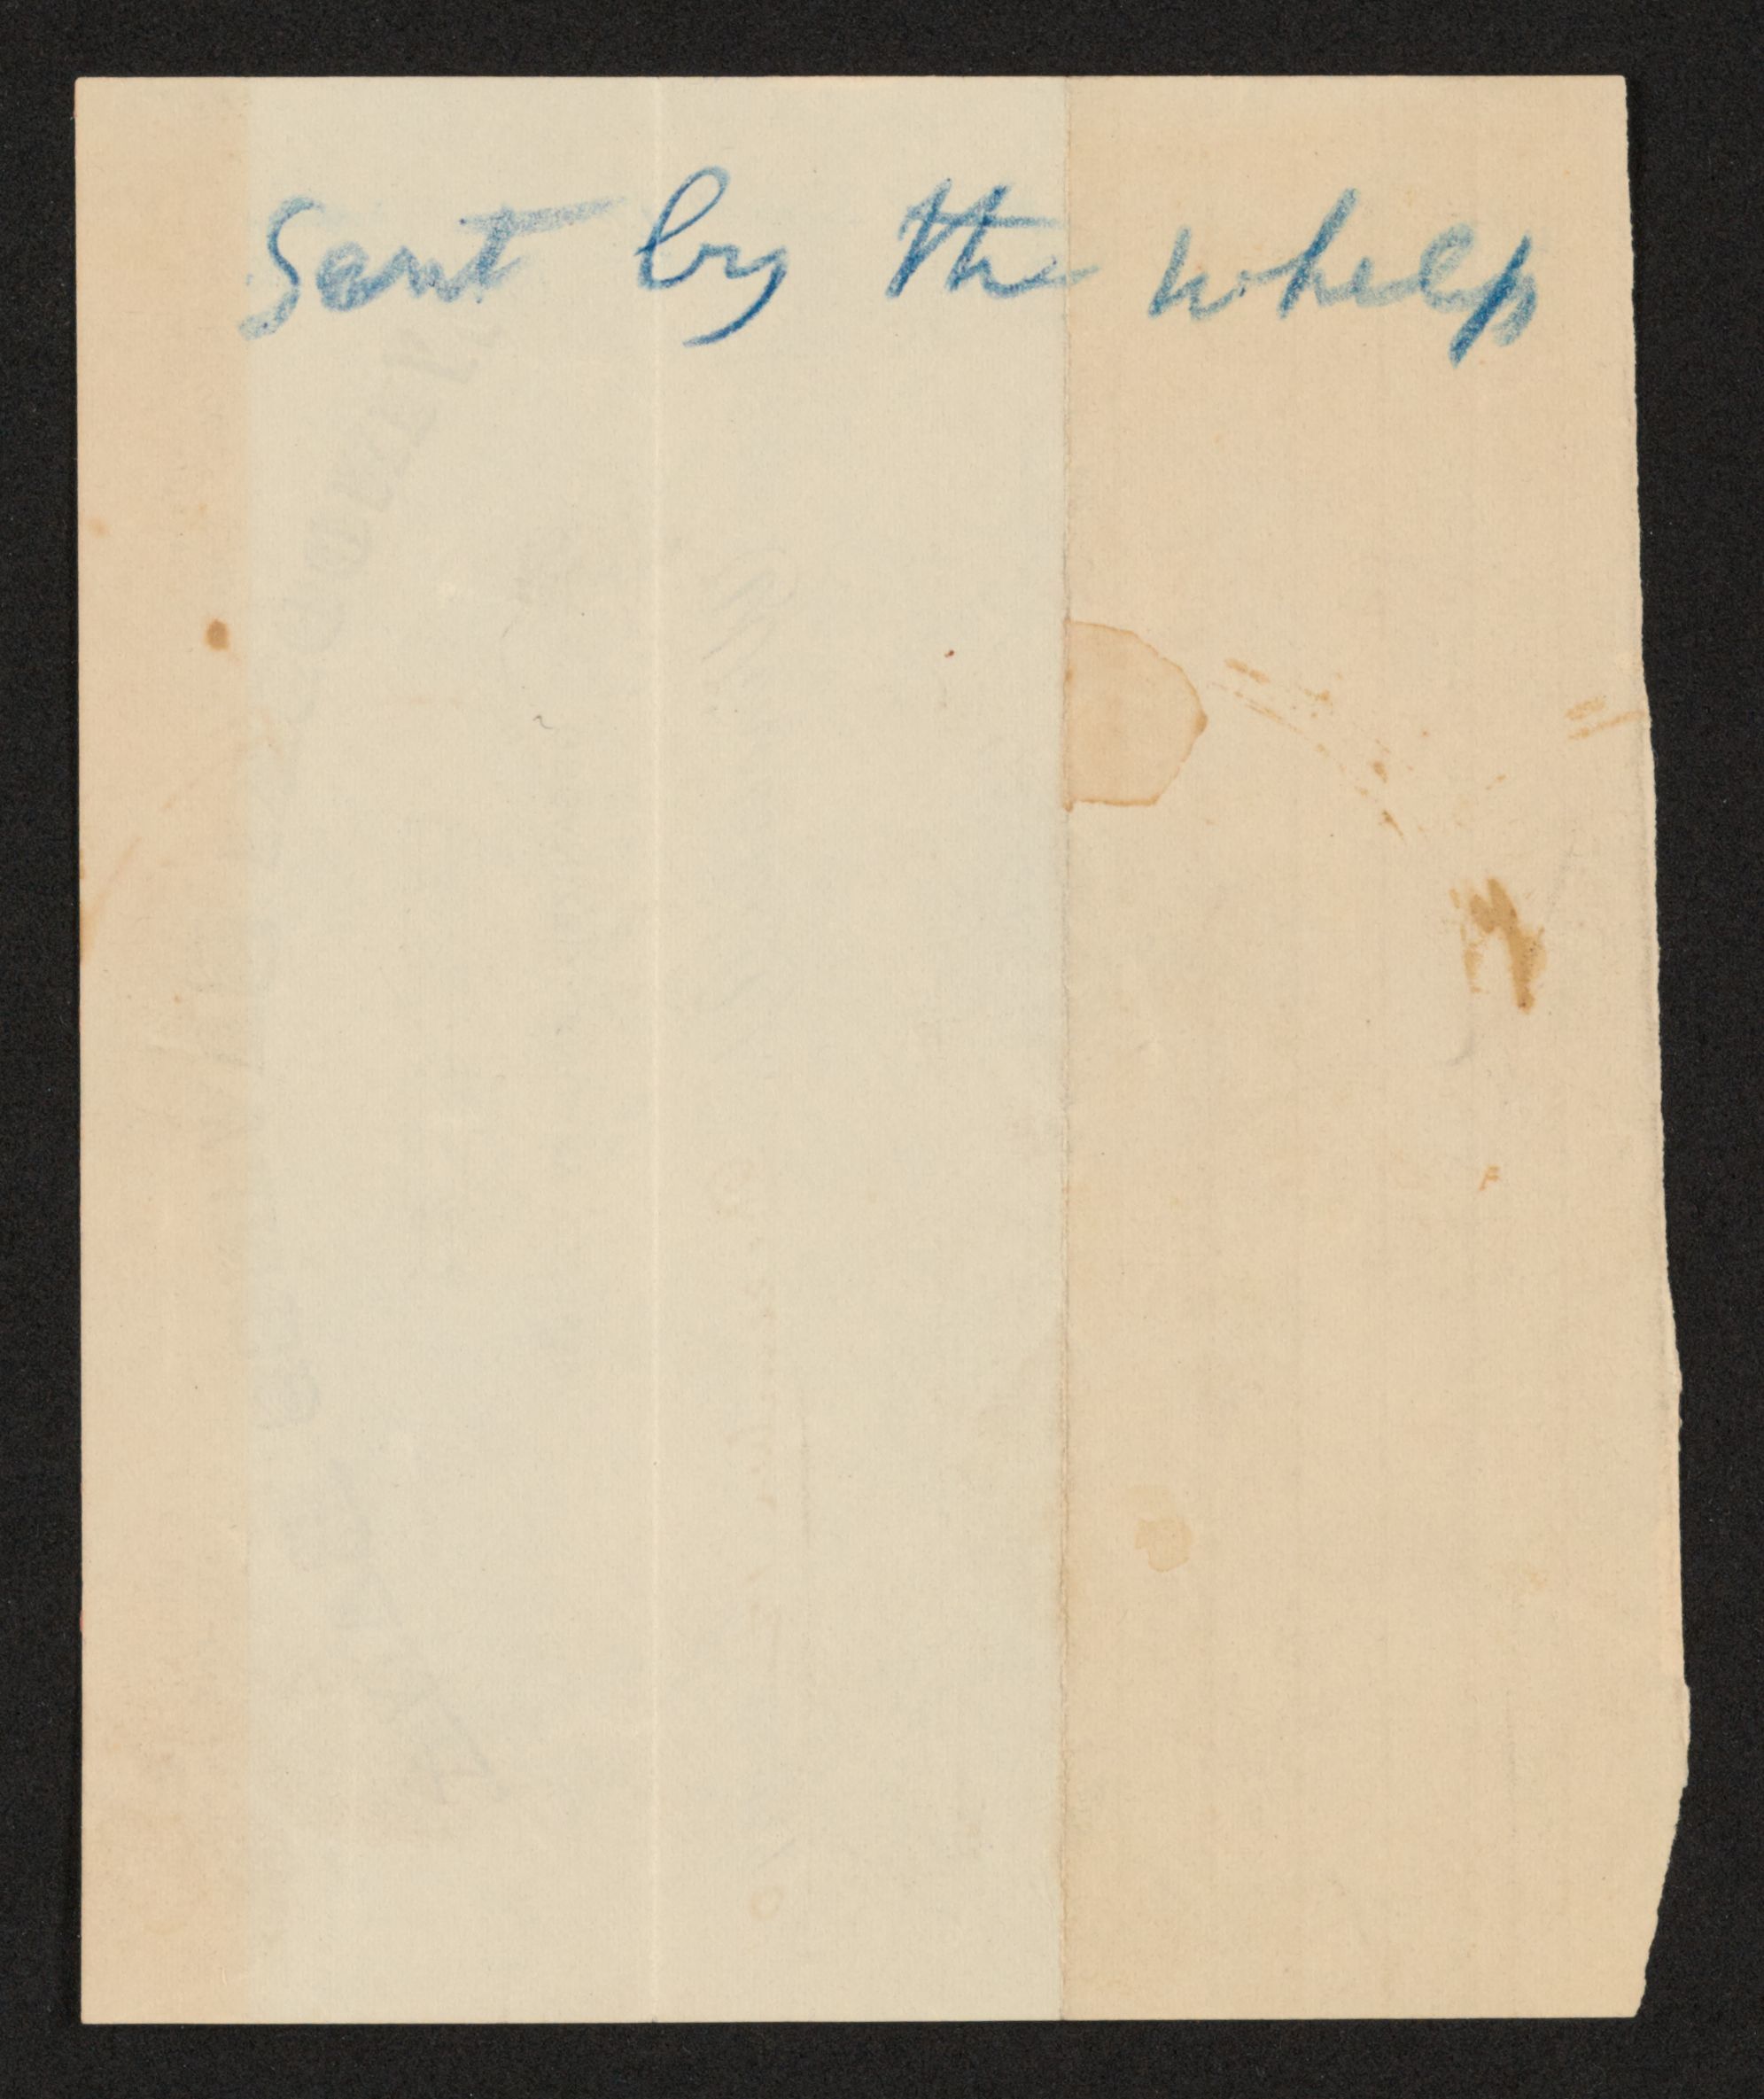 Sent by the whelp